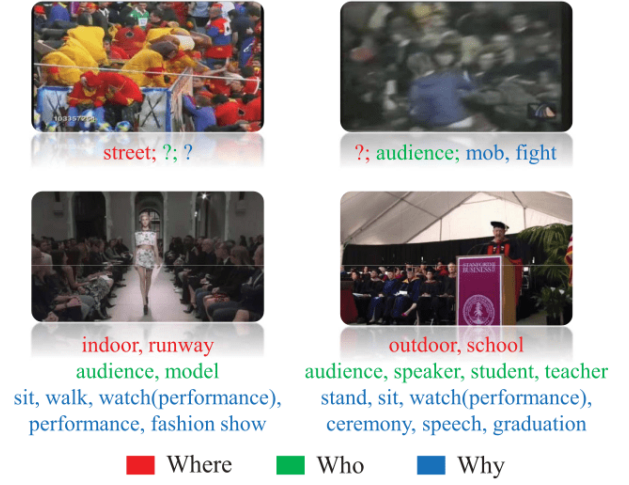 street; ?; ?
?; audience; mob, fight
BUSINESS
indoor, runway
audience, model
sit, walk, watch(performance),
performance, fashion show
outdoor, school
audience, speaker, student, teacher
stand, sit, watch(performance),
ceremony, speech, graduation
Where
Who
Why